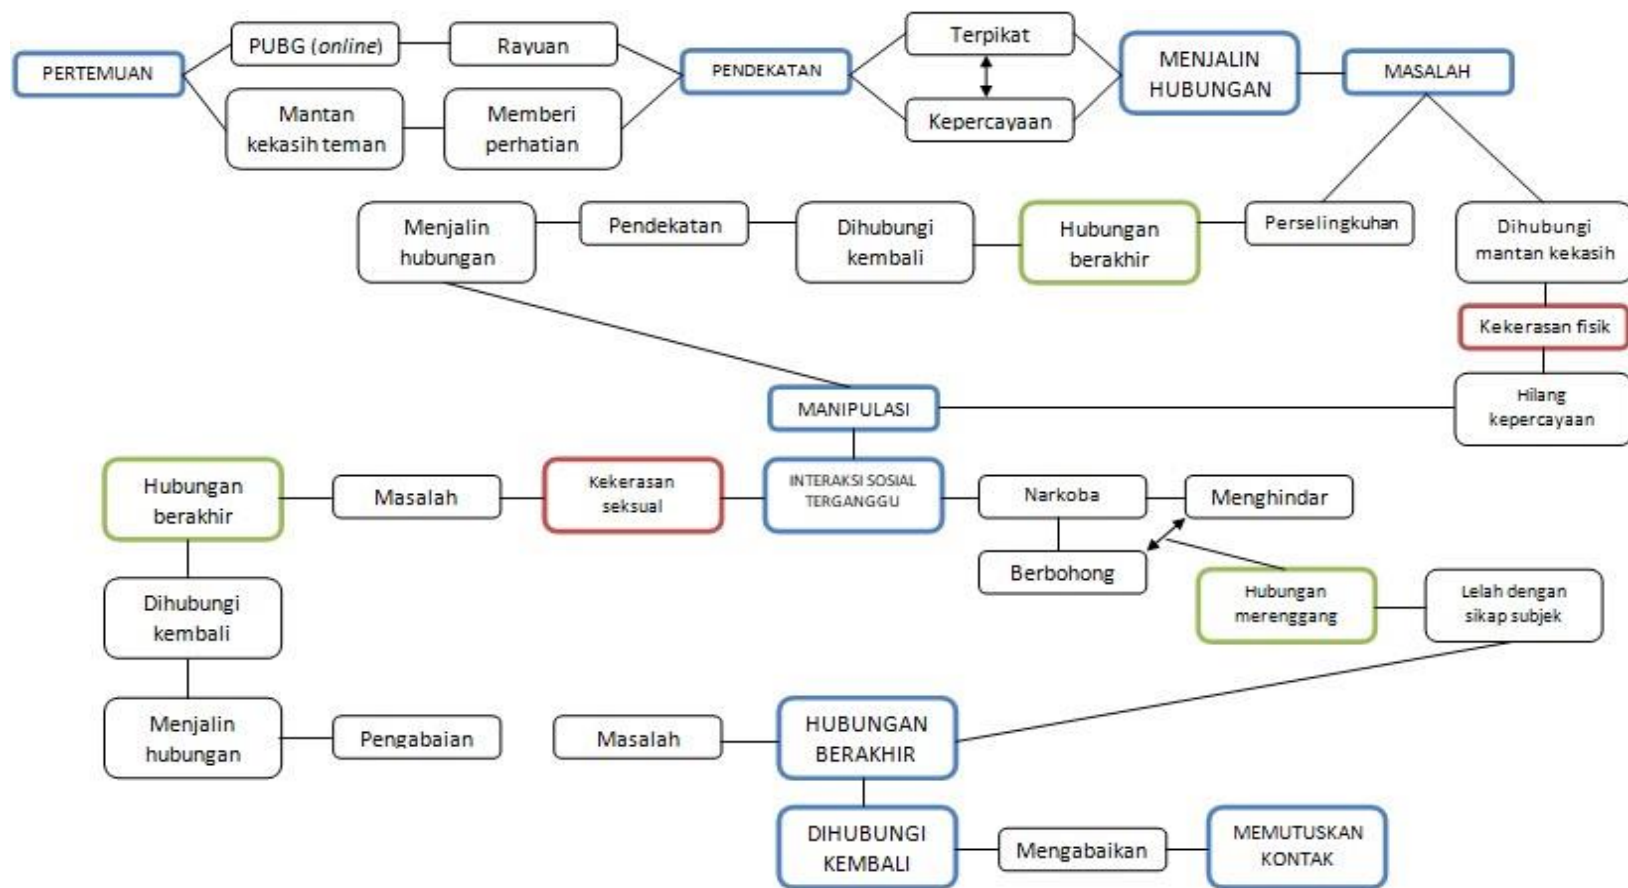 PERTEMUAN
PUBG (online)
Rayuan
Mantan
kekasih teman
Memberi
perhatian
PENDEKATAN
Terpikat
Kepercayaan
MENJALIN
HUBUNGAN
MASALAH
Menjalin
hubungan
Pendekatan
Dihubungi
kembali
Hubungan
berakhir
Perselingkuhan
Dihubungi
mantan kekasih
Kekerasan fisik
Hilang
kepercayaan
MANIPULASI
Hubungan
berakhir
Masalah
Kekerasan
seksual
INTERAKSI SOSIAL
TERGANGGU
Narkoba
Menghindar
Berbohong
Dihubungi
kembali
Hubungan
merenggang
Lelah dengan
sikap subjek
Menjalin
hubungan
Pengabaian
Masalah
HUBUNGAN
BERAKHIR
DIHUBUNGI
KEMBALI
Mengabaikan
MEMUTUSKAN
KONTAK